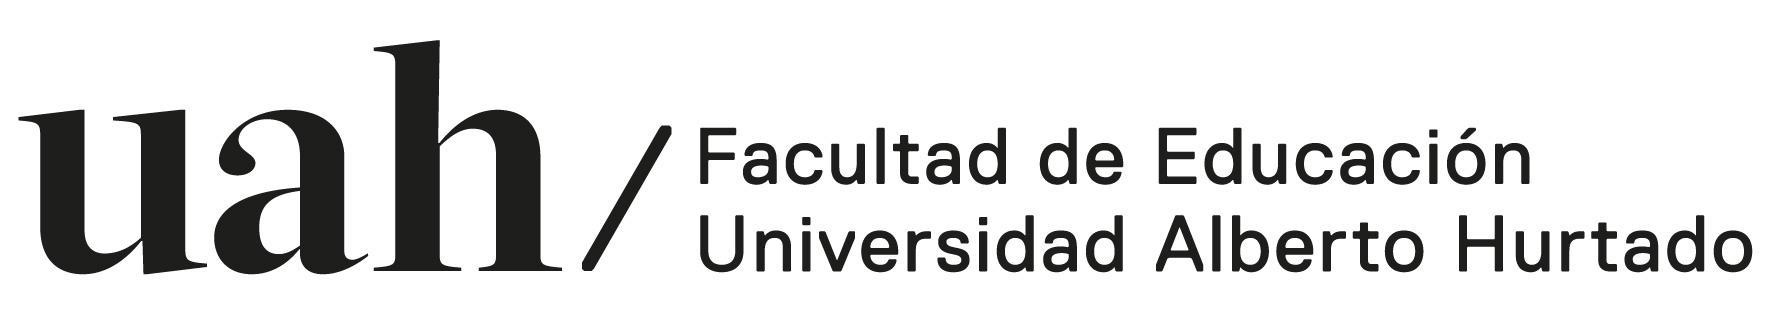 uah/
Facultad de Educación
Universidad Alberto Hurtado